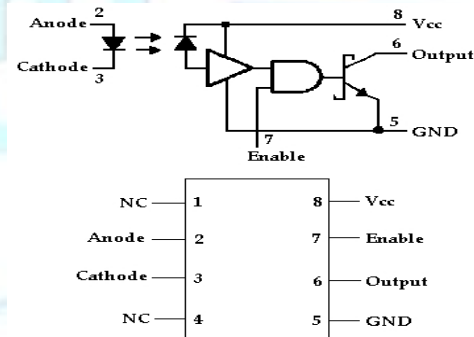 2
Anode
8
Vcc
6
Output
Cathode
3
5
GND
7
Enable
NC 1 8 Vcc
Anode 2 7 Enable
Cathode 3 6 Output
NC 4 5 GND